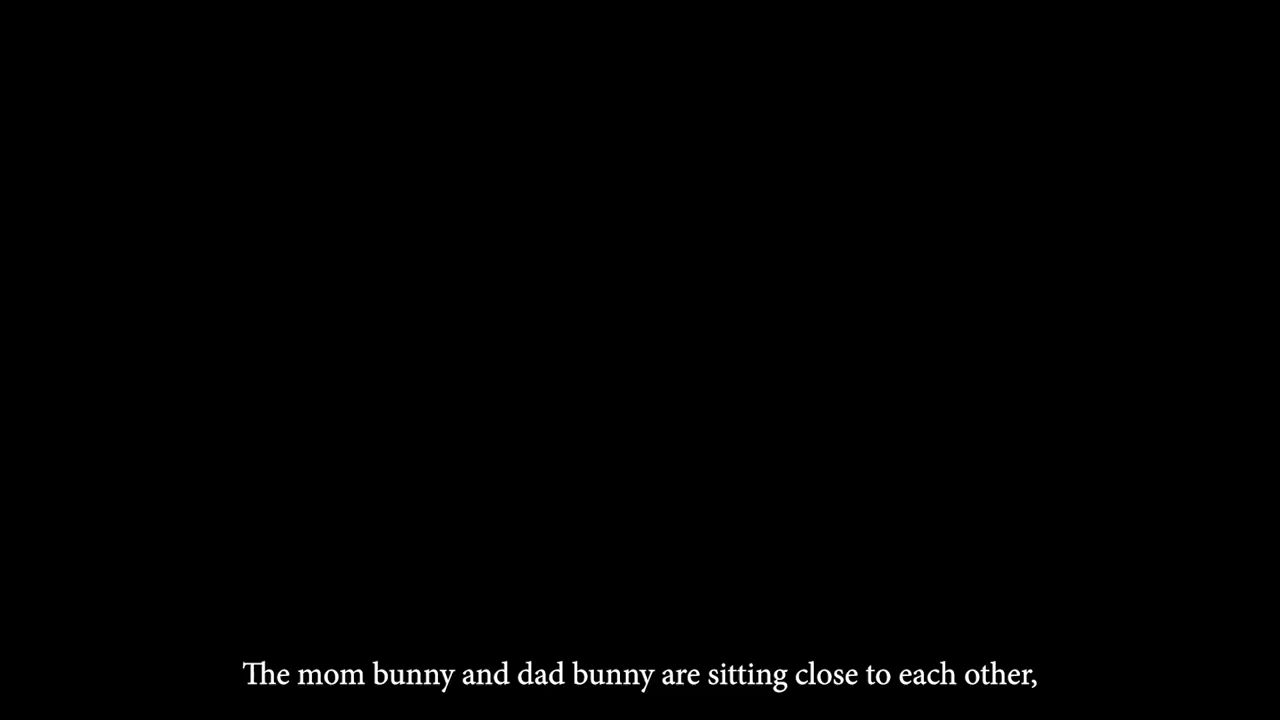 The mom bunny and dad bunny are sitting close to each other,